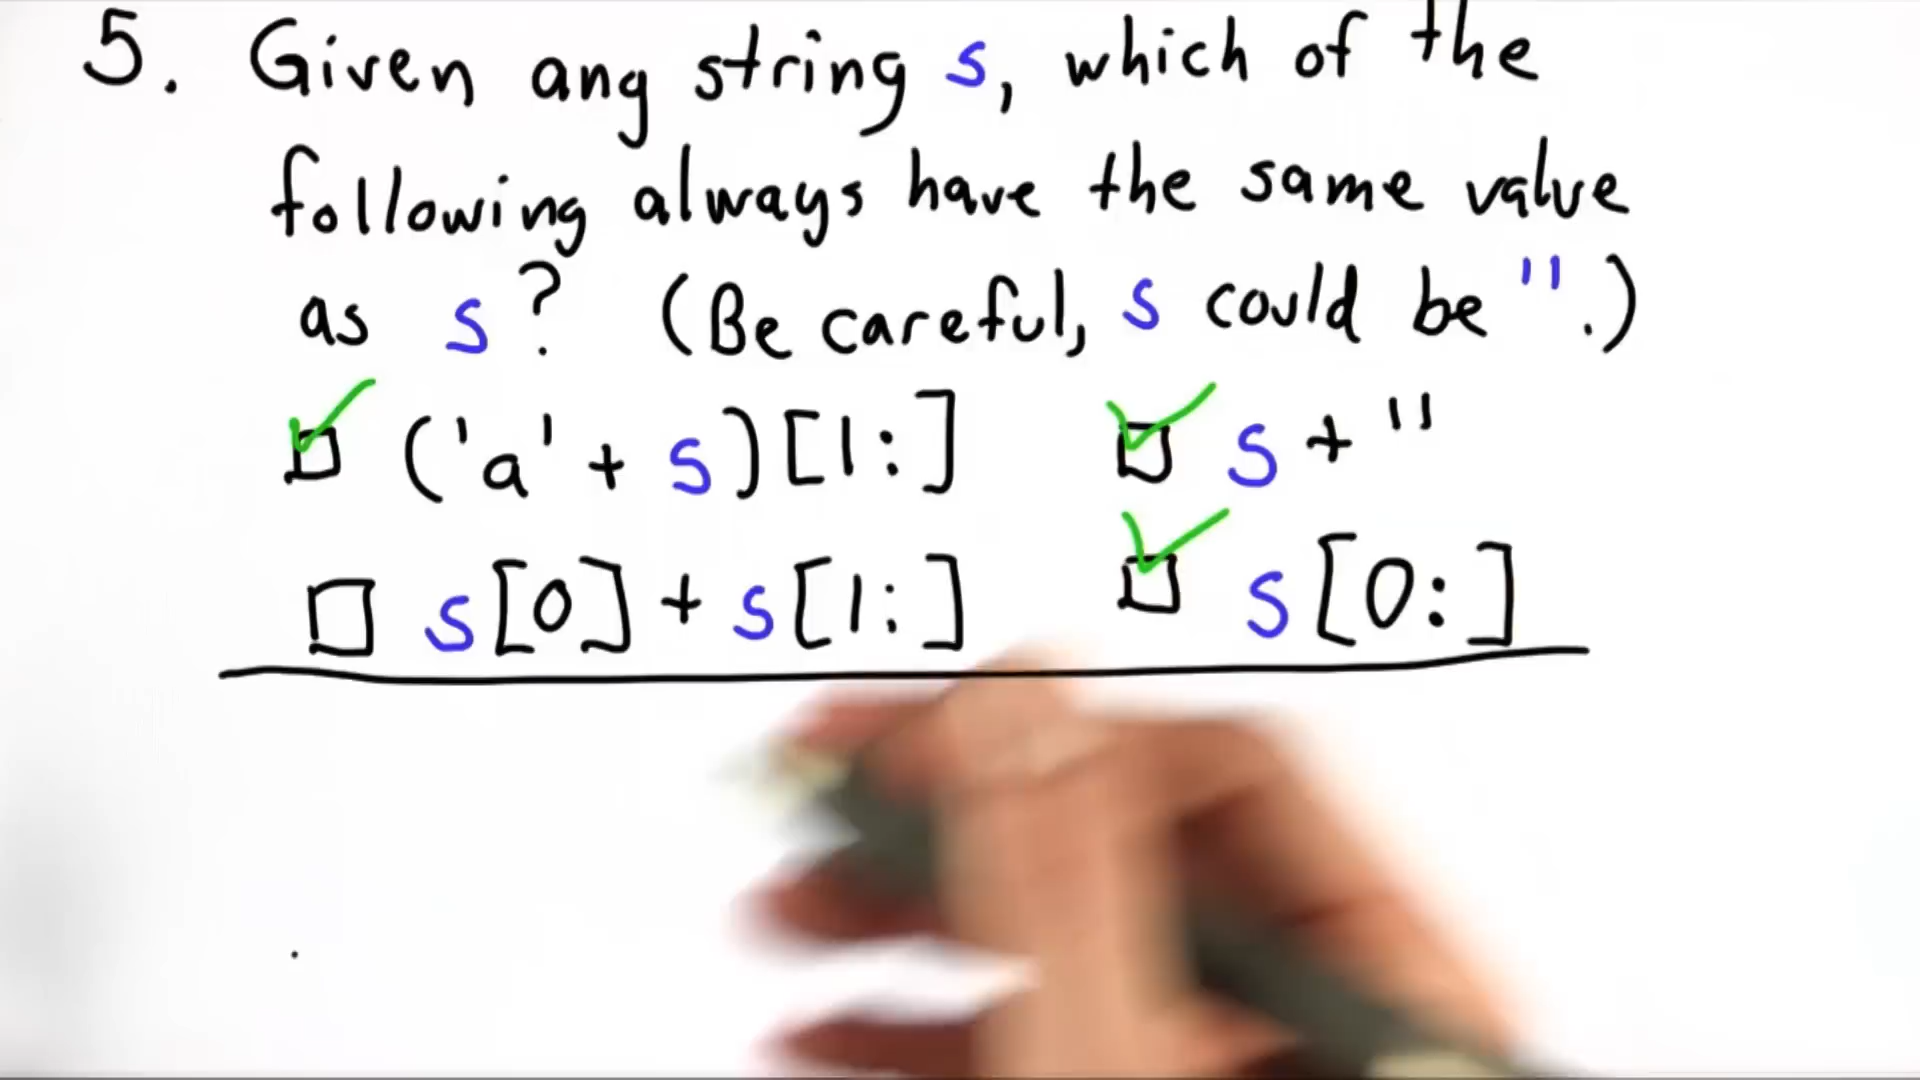 5. Given any string s, which of the
following always have the same value
as s? (Be careful, s could be ''.)
('a' + s)[1:] s + ''
s[0] + s[1:] s[0:]